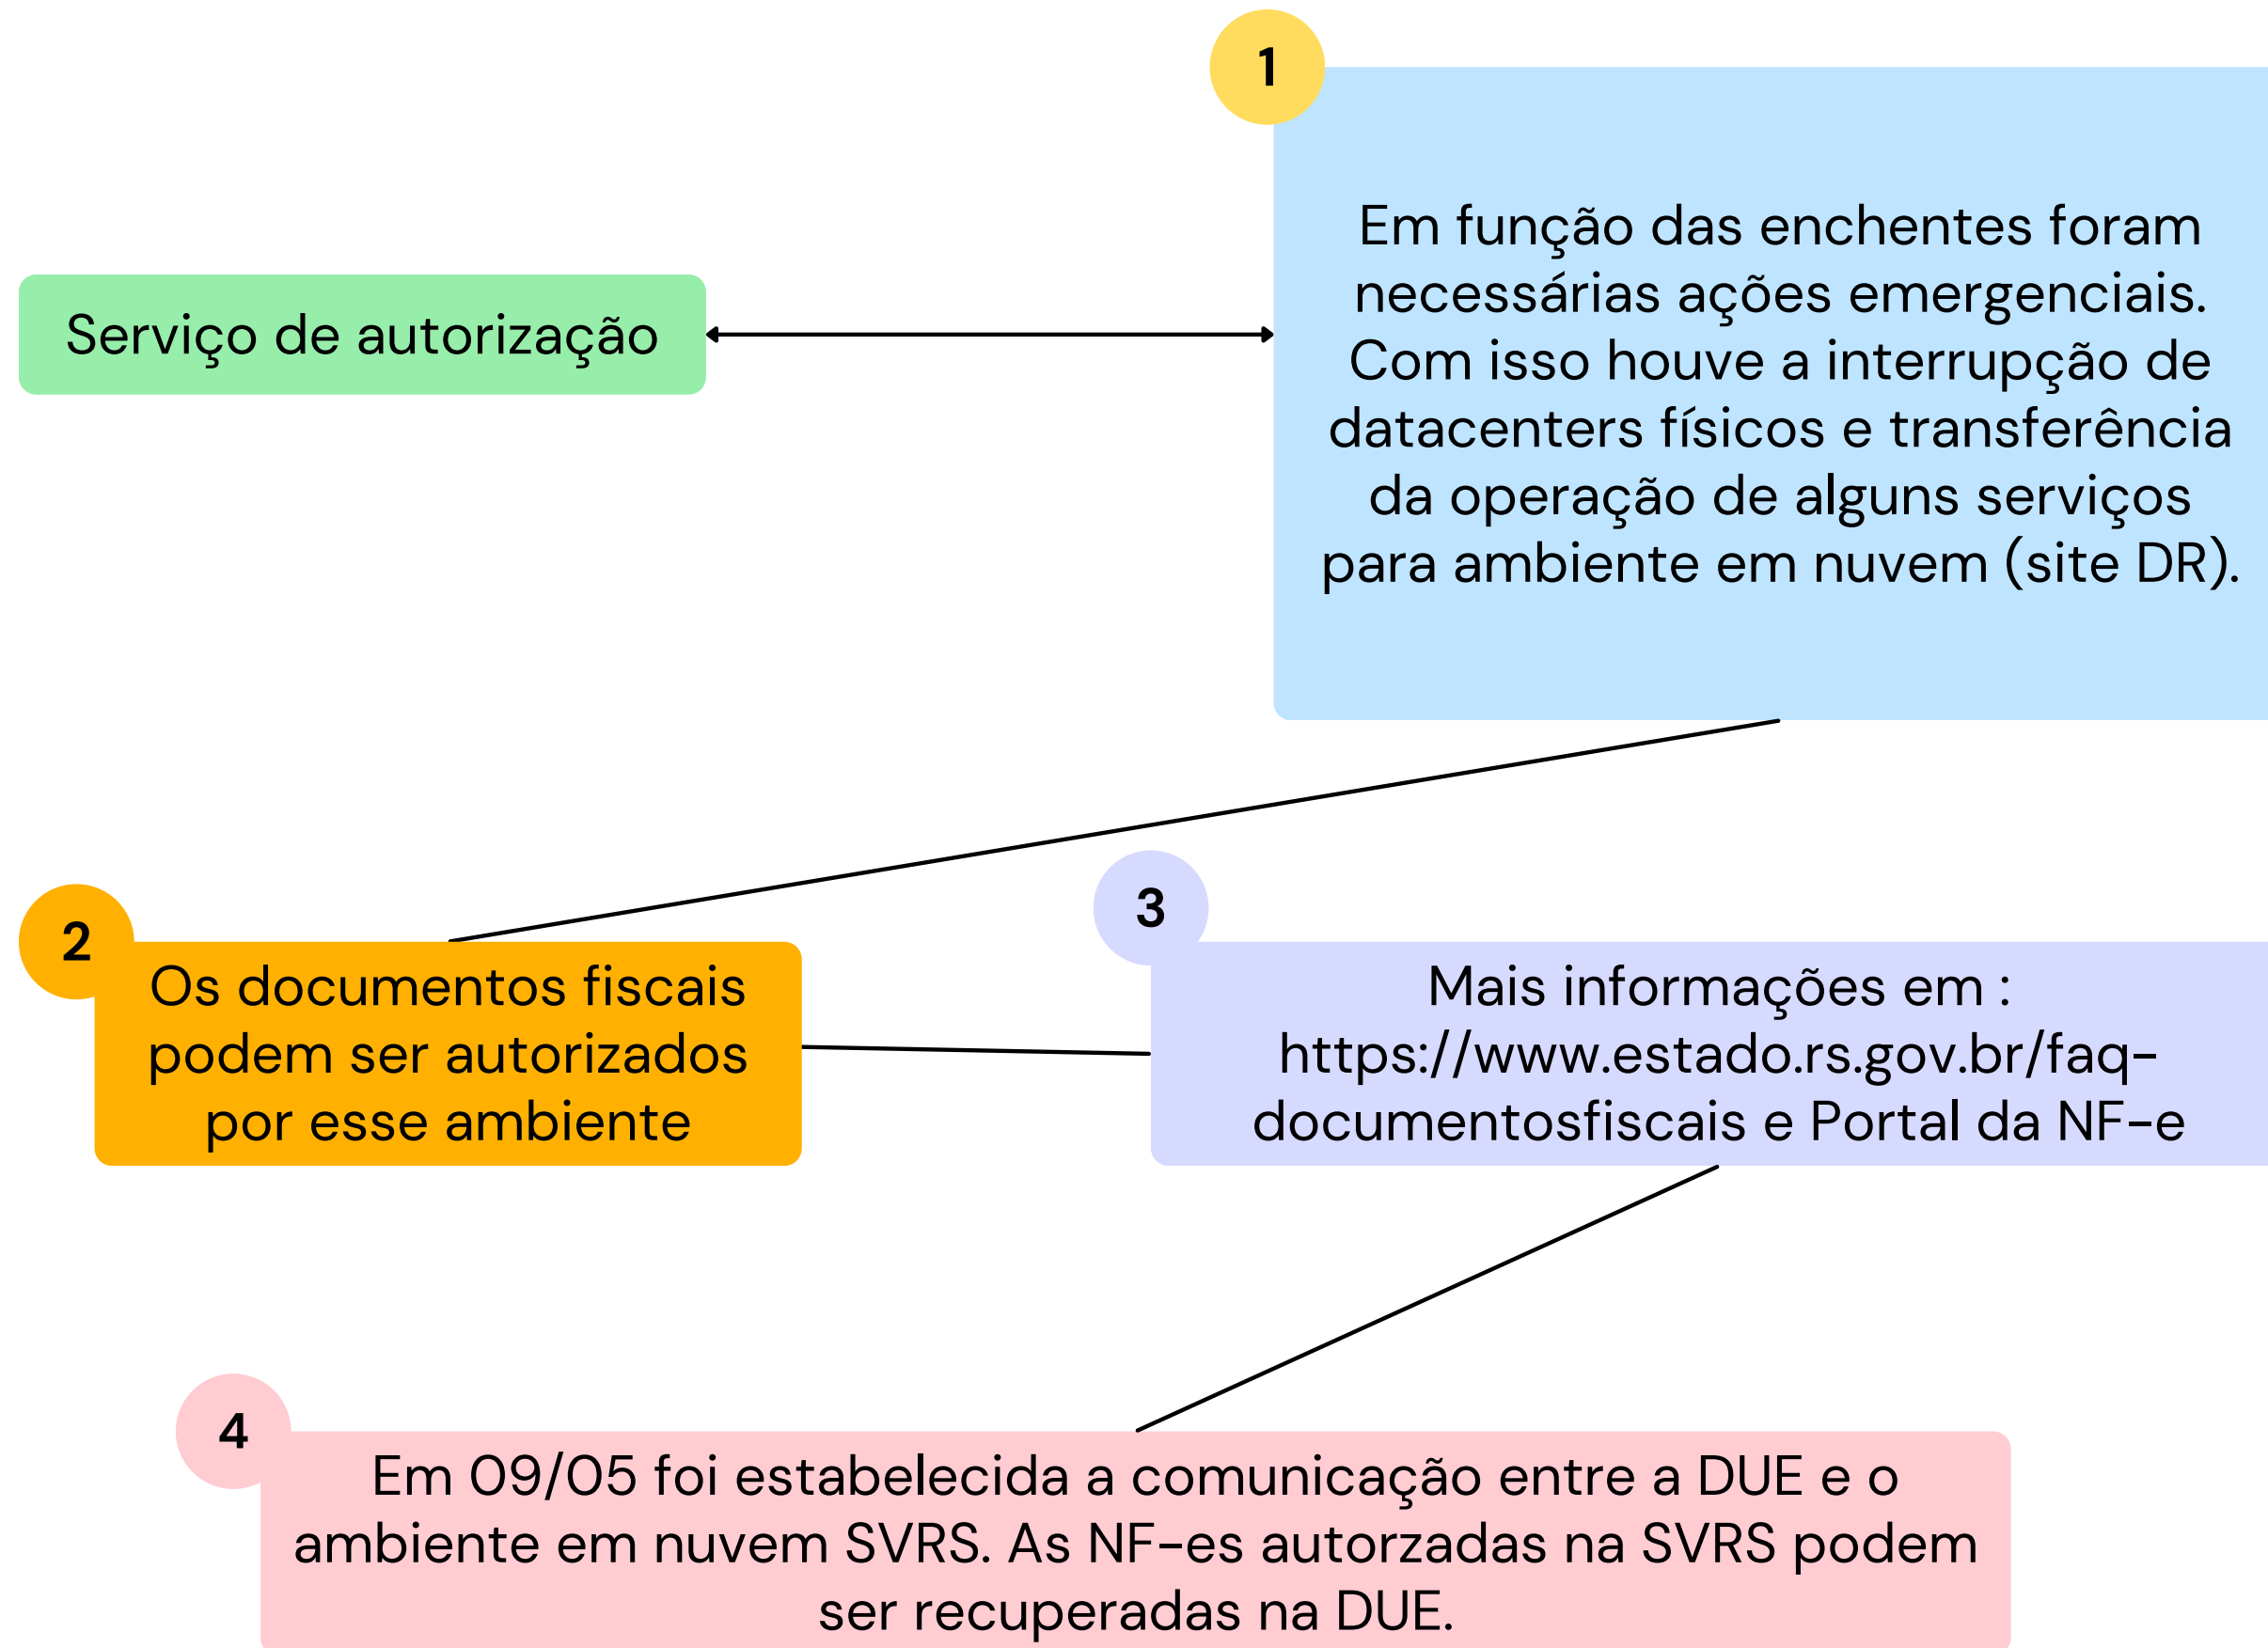 1
Em função das enchentes foram
necessárias ações emergenciais.
Com isso houve a interrupção de
datacenters físicos e transferência
da operação de alguns serviços
para ambiente em nuvem (site DR).
Serviço de autorização
2
Os documentos fiscais
podem ser autorizados
por esse ambiente
3
Mais informações em :
https://www.estado.rs.gov.br/faq-
documentosfiscais e Portal da NF-e
4
Em 09/05 foi estabelecida a comunicação entre a DUE e o
ambiente em nuvem SVRS. As NF-es autorzadas na SVRS podem
ser recuperadas na DUE.